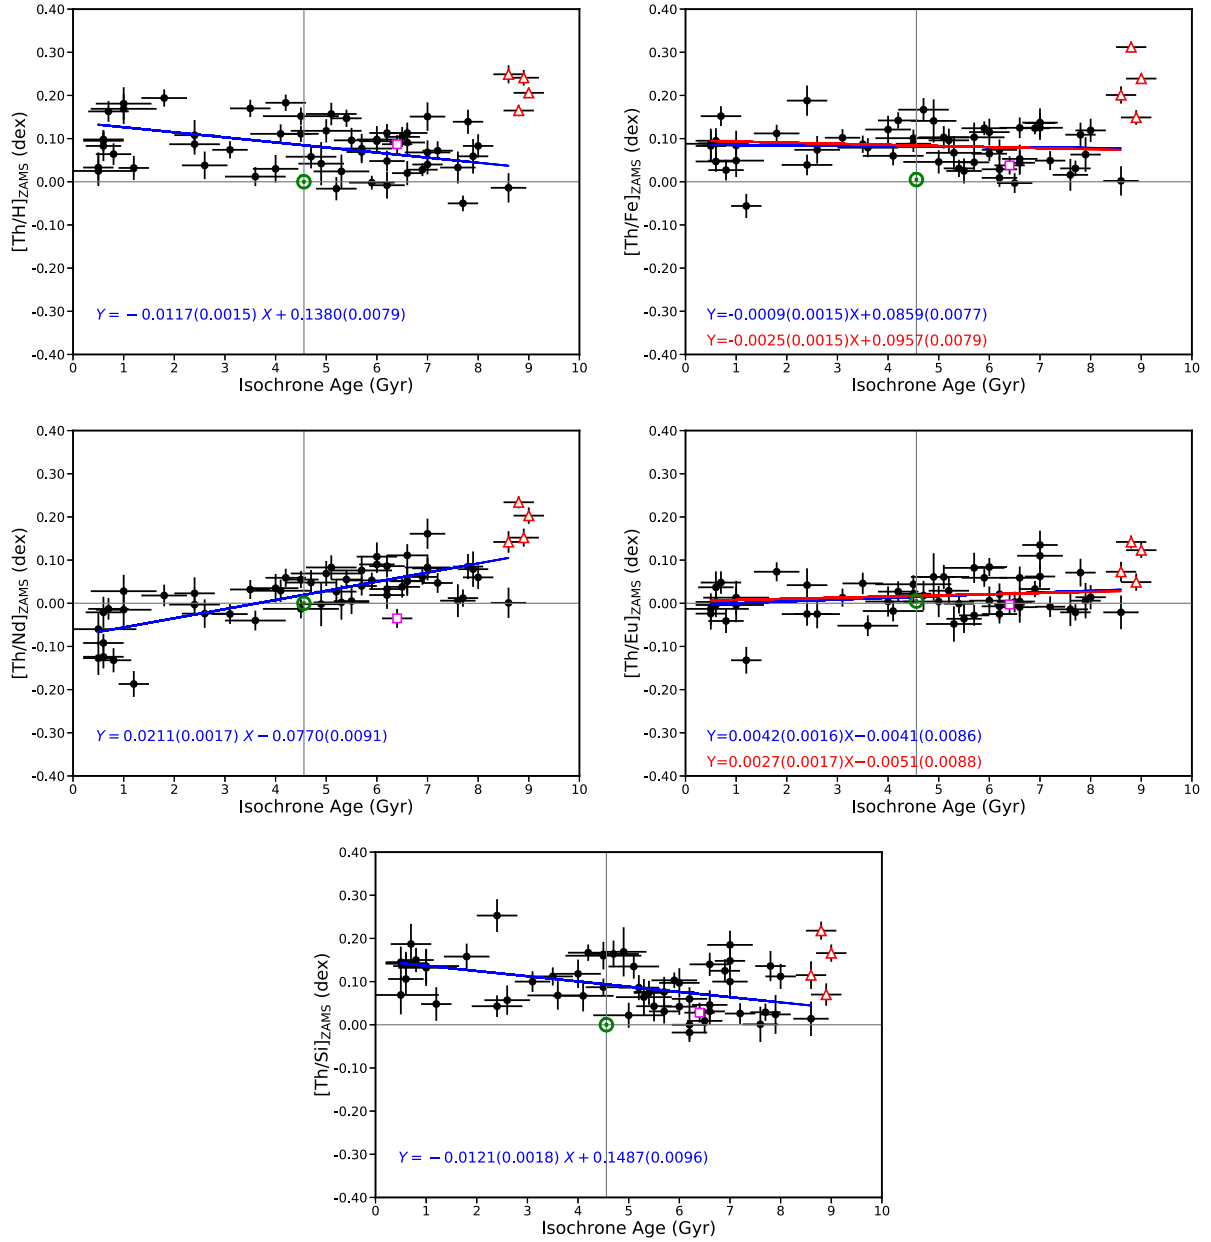 0.40
0.30
0.20
0.10
0.00
0.10
0.20
−0.30
−0.40
[Th/H]ZAMS (dex)
Y = − 0.0117(0.0015) X + 0.1380(0.0079)
0 1 2 3 4 5 6 7 8 9 10
Isochrone Age (Gyr)
0.40
0.30
0.20
0.10
0.00
0.10
0.20
−0.30
−0.40
[Th/Fe]ZAMS (dex)
Y=-0.0009(0.0015)X+0.0859(0.0077)
Y=-0.0025(0.0015)X+0.0957(0.0079)
0 1 2 3 4 5 6 7 8 9 10
Isochrone Age (Gyr)
0.40
0.30
0.20
0.10
0.00
−0.10
−0.20
−0.30
−0.40
[Th/Nd]ZAMS (dex)
Y = 0.0211(0.0017) X − 0.0770(0.0091)
0 1 2 3 4 5 6 7 8 9 10
Isochrone Age (Gyr)
0.40
0.30
0.20
0.10
0.00
−0.10
−0.20
−0.30
−0.40
[Th/Eu]ZAMS (dex)
Y=0.0042(0.0016)X−0.0041(0.0086)
Y=0.0027(0.0017)X−0.0051(0.0088)
0 1 2 3 4 5 6 7 8 9 10
Isochrone Age (Gyr)
0.40
0.30
0.20
0.10
0.00
−0.10
−0.20
−0.30
−0.40
[Th/Si]ZAMS (dex)
Y = − 0.0121(0.0018) X + 0.1487(0.0096)
0 1 2 3 4 5 6 7 8 9 10
Isochrone Age (Gyr)